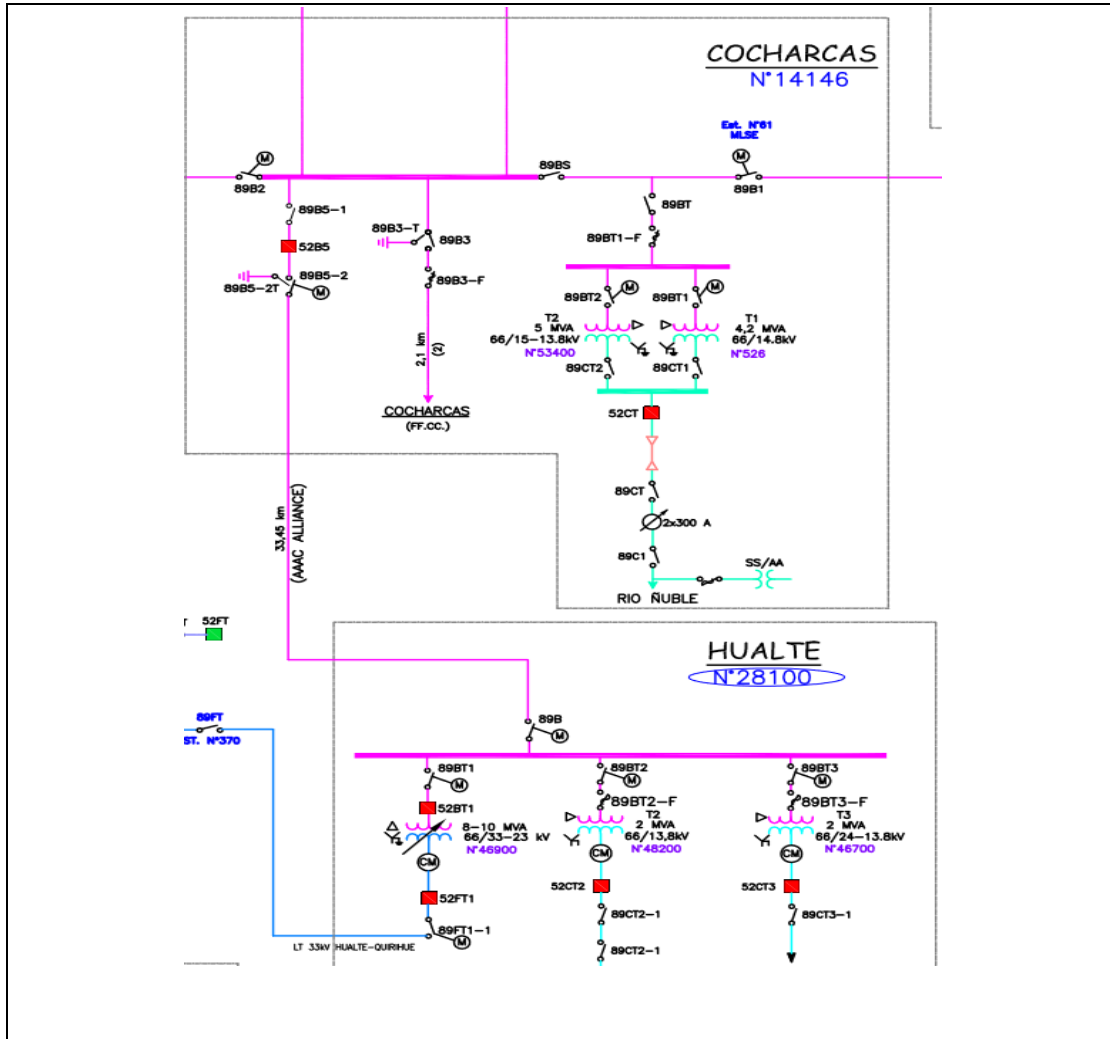 COCHARCAS
N°14146
Est. N°61
MLSE
M
M
89B2
89BS
89B1
89B5-1
89BT
89B3-T
89B3
52B5
89BT1-F
89B5-2
89B3-F
89B5-2T
M
89BT2
M
89BT1
M
T2
5 MVA
66/15-13.8kV
N°53400
T1
4,2 MVA
66/14.8kV
N°526
2,1 km
(2)
89CT2
89CT1
COCHARCAS
(FF.CC.)
52CT
89CT
2x300 A
33,45 km
(AAAC ALLIANCE)
89C1
SS/AA
RIO ÑUBLE
52FT
HUALTE
N°28100
89FT
ST. N°370
89B
M
89BT1
M
89BT2
M
89BT3
M
52BT1
89BT2-F
89BT3-F
8-10 MVA
66/33-23 kV
N°46900
T2
2 MVA
66/13,8kV
N°48200
T3
2 MVA
66/24-13.8kV
N°46700
CM
CM
CM
52FT1
52CT2
52CT3
89FT1-1
M
89CT2-1
89CT3-1
LT 33kV HUALTE-QUIRIHUE
89CT2-1